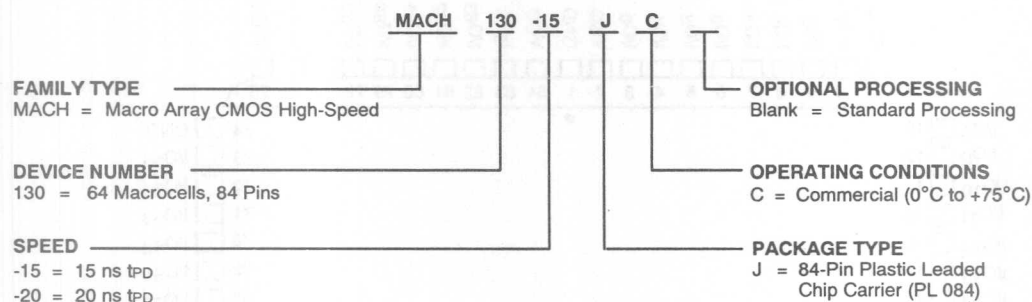 MACH 130 -15 J C
FAMILY TYPE
MACH = Macro Array CMOS High-Speed
DEVICE NUMBER
130 = 64 Macrocells, 84 Pins
SPEED
-15 = 15 ns tPD
-20 = 20 ns tPD
OPTIONAL PROCESSING
Blank = Standard Processing
OPERATING CONDITIONS
C = Commercial (0°C to +75°C)
PACKAGE TYPE
J = 84-Pin Plastic Leaded
Chip Carrier (PL 084)